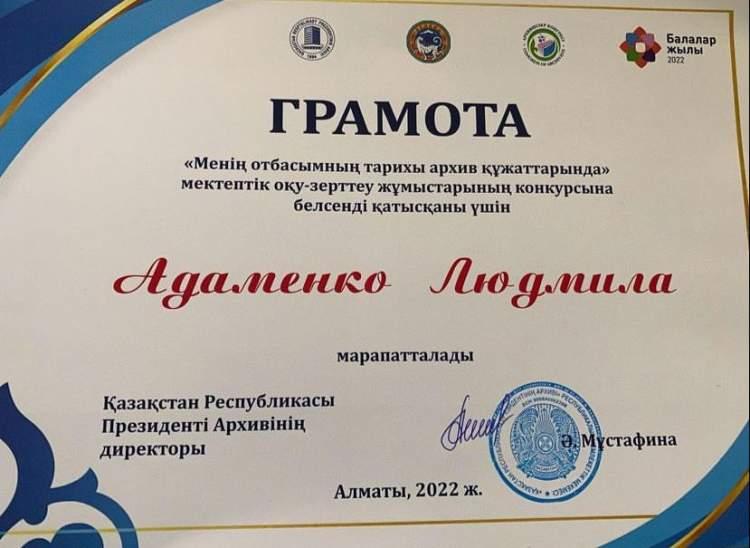 Балалар
жылы
2022
ГРАМОТА
«Менің отбасымның тарихы архив құжаттарында»
мектептік оқу-зерттеу жұмыстарының конкурсына
белсенді қатысқаны үшін
Адаменко Людмила
марапатталады
Қазақстан Республикасы
Президенті Архивінің
директоры
Ә. Мұстафина
Алматы, 2022 ж.